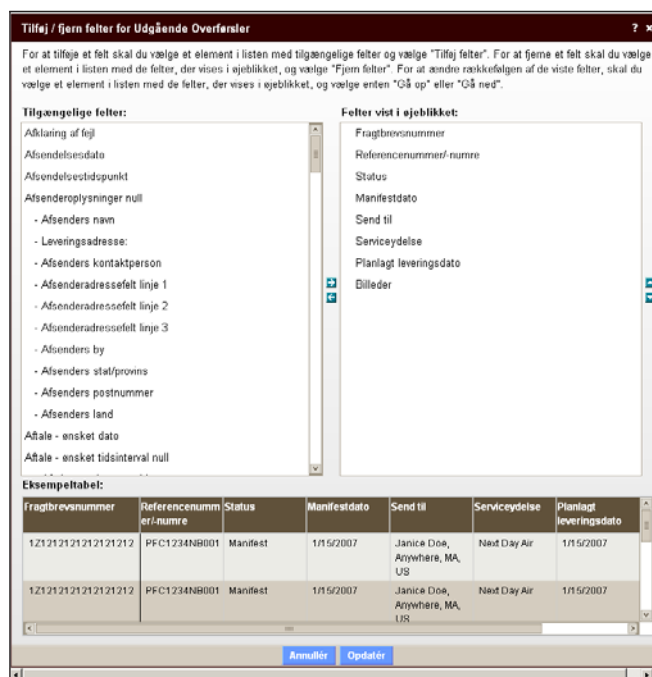 Tilføj / fjern felter for Udgående Overførsler
? x
For at tilføje et felt skal du vælge et element i listen med tilgængelige felter og vælge "Tilføj felter". For at fjerne et felt skal du vælge
et element i listen med de felter, der vises i øjeblikket, og vælge "Fjern felter". For at ændre rækkefølgen af de viste felter, skal du
vælge et element i listen med de felter, der vises i øjeblikket, og vælge enten "Gå op" eller "Gå ned".
Tilgængelige felter:
Afklaring af fejl
Afsendelsesdato
Afsendelsestidspunkt
Afsenderoplysninger null
- Afsenders navn
- Leveringsadresse:
- Afsenders kontaktperson
- Afsenderadressefelt linje 1
- Afsenderadressefelt linje 2
- Afsenderadressefelt linje 3
- Afsenders by
- Afsenders stat/provins
- Afsenders postnummer
- Afsenders land
Aftale - ønsket dato
Aftale - ønsket tidsinterval null
Felter vist i øjeblikket:
Fragtbrevsnummer
Referencenummer/-numre
Status
Manifestdato
Send til
Serviceydelse
Planlagt leveringsdato
Billeder
Eksempeltabel:
Fragtbrevsnummer Referencenumm Status Manifestdato Send til Serviceydelse Planlagt
er/-numre leveringsdato
1Z1212121212121212 PFC1234NB001 Manifest 1/15/2007 Janice Doe, Next Day Air 1/15/2007
Anywhere, MA,
US
1Z1212121212121212 PFC1234NB001 Manifest 1/15/2007 Janice Doe, Next Day Air 1/15/2007
Anywhere, MA,
US
Annullér Opdatér